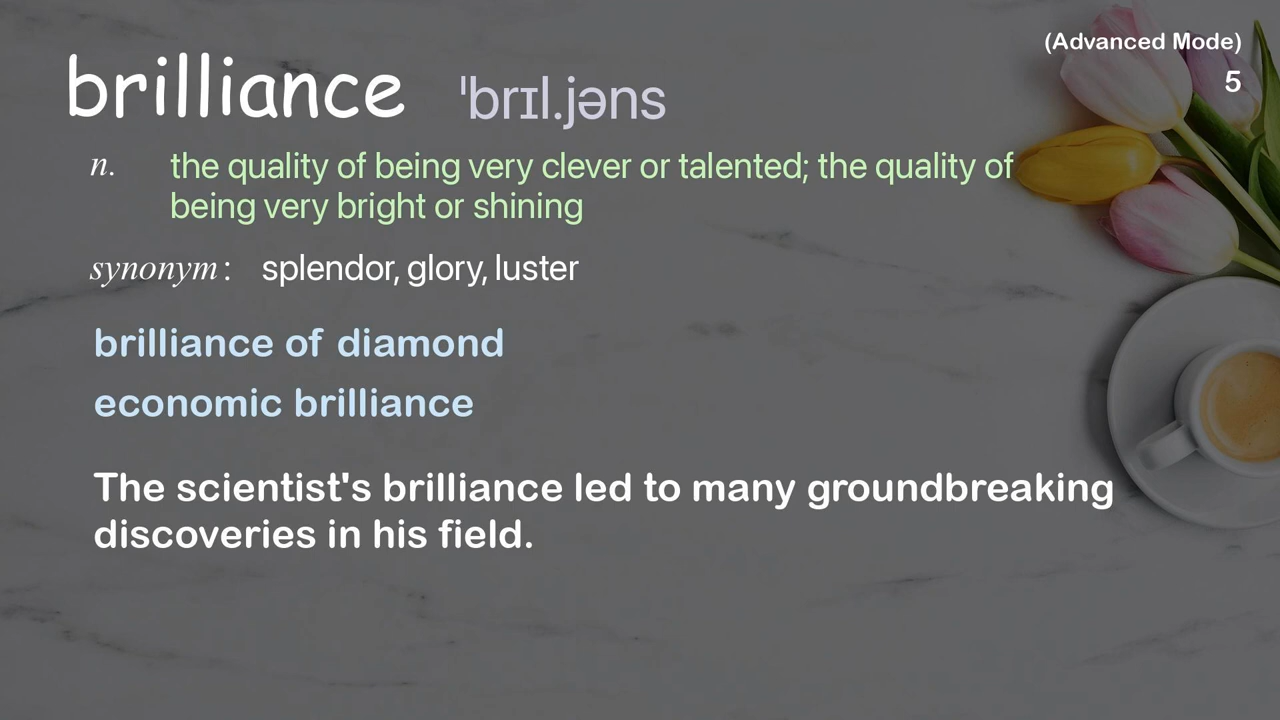 (Advanced Mode)
5
brilliance ˈbrɪl.jəns
n. the quality of being very clever or talented; the quality of
being very bright or shining
synonym: splendor, glory, luster
brilliance of diamond
economic brilliance
The scientist's brilliance led to many groundbreaking
discoveries in his field.